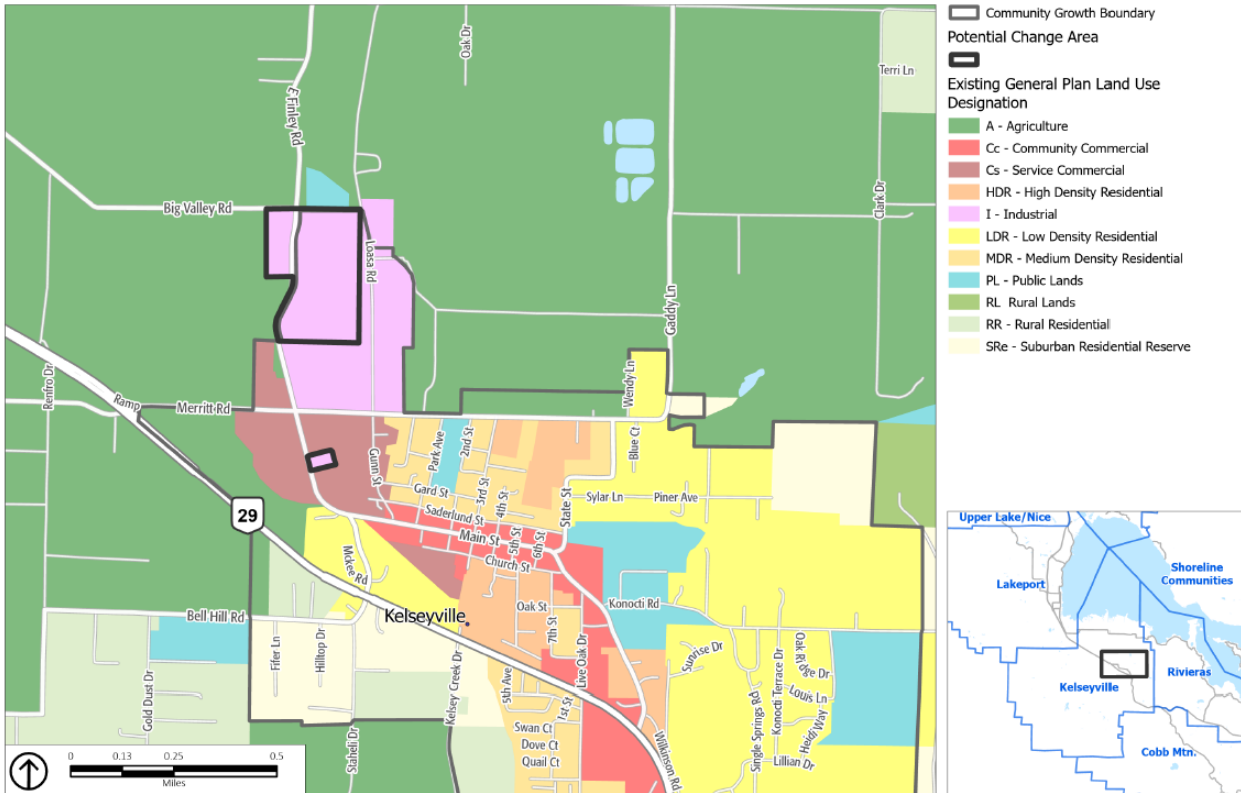 Community Growth Boundary
Potential Change Area
Existing General Plan Land Use
Designation
A - Agriculture
Cc - Community Commercial
Cs - Service Commercial
HDR - High Density Residential
I - Industrial
LDR - Low Density Residential
MDR - Medium Density Residential
PL - Public Lands
RL Rural Lands
RR - Rural Residential
SRe - Suburban Residential Reserve
Oak Dr
Terri Ln
E Finley Rd
Big Valley Rd
Clark Dr
Loasa Rd
Gaddy Ln
Renfro Dr
Ramp
Merritt Rd
Wendy Ln
Park Ave
2nd St
Blue Ct
Gunn St
Gard St
3rd St
4th St
State St
Sylar Ln
Piner Ave
Saderlund St
29
Main St
5th St
6th St
Church St
Mckee Rd
Bell Hill Rd
Kelseyville
Oak St
Konocti Rd
7th St
Live Oak Dr
Fifer Ln
Hilltop Dr
Gold Dust Dr
Kelsey Creek Dr
Staheli Dr
5th Ave
1st St
Swan Ct
Dove Ct
Quail Ct
Wilkinson Rd
Sunrise Dr
Single Springs Rd
Konocti Terrace Dr
Oak Ridge Dr
Louis Ln
Heidi Way
Lillian Dr
0 0.13 0.25 0.5
Miles
Upper Lake/Nice
Lakeport
Shoreline
Communities
Kelseyville
Rivieras
Cobb Mtn.